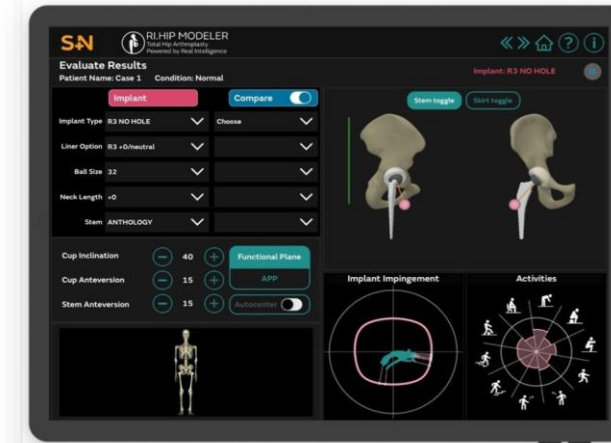 S+N
RI.HIP MODELER
Total Hip Arthroplasty
Powered by Real Intelligence
Evaluate Results
Patient Name: Case 1 Condition: Normal
Implant: R3 NO HOLE
Implant
Compare
Stem toggle
Skirt toggle
Implant Type R3 NO HOLE
Choose
Liner Option R3 +0/neutral
Ball Size 32
Neck Length +0
Stem ANTHOLOGY
Cup Inclination 40
Functional Plane
Cup Anteversion 15
APP
Stem Anteversion 15
Autocenter
Implant Impingement
Activities